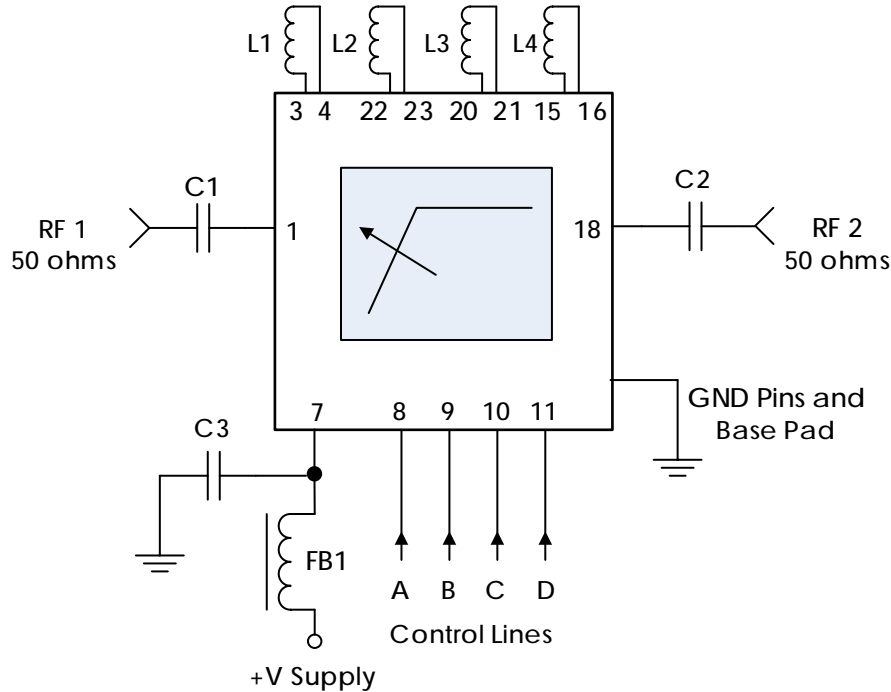 L1 L2 L3 L4
3 4 22 23 20 21 15 16
C1 C2
RF 1
50 ohms
1 18
RF 2
50 ohms
GND Pins and
Base Pad
7 8 9 10 11
C3
FB1
A B C D
Control Lines
+V Supply